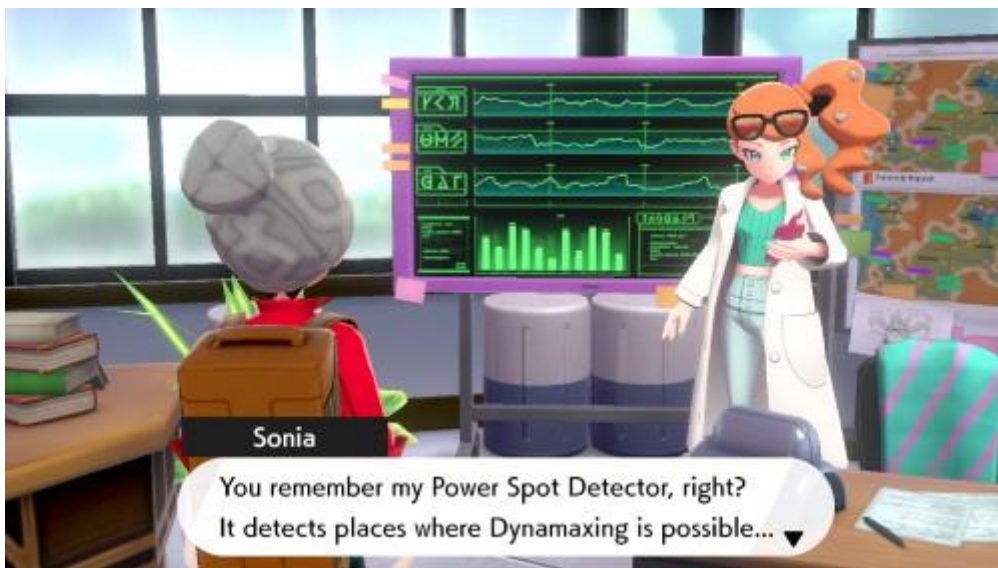 Sonia
You remember my Power Spot Detector, right?
It detects places where Dynamaxing is possible...